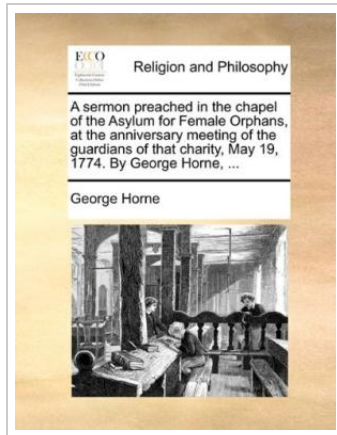 ECCO
Religion and Philosophy
A sermon preached in the chapel
of the Asylum for Female Orphans,
at the anniversary meeting of the
guardians of that charity, May 19,
1774. By George Horne, ...
George Horne